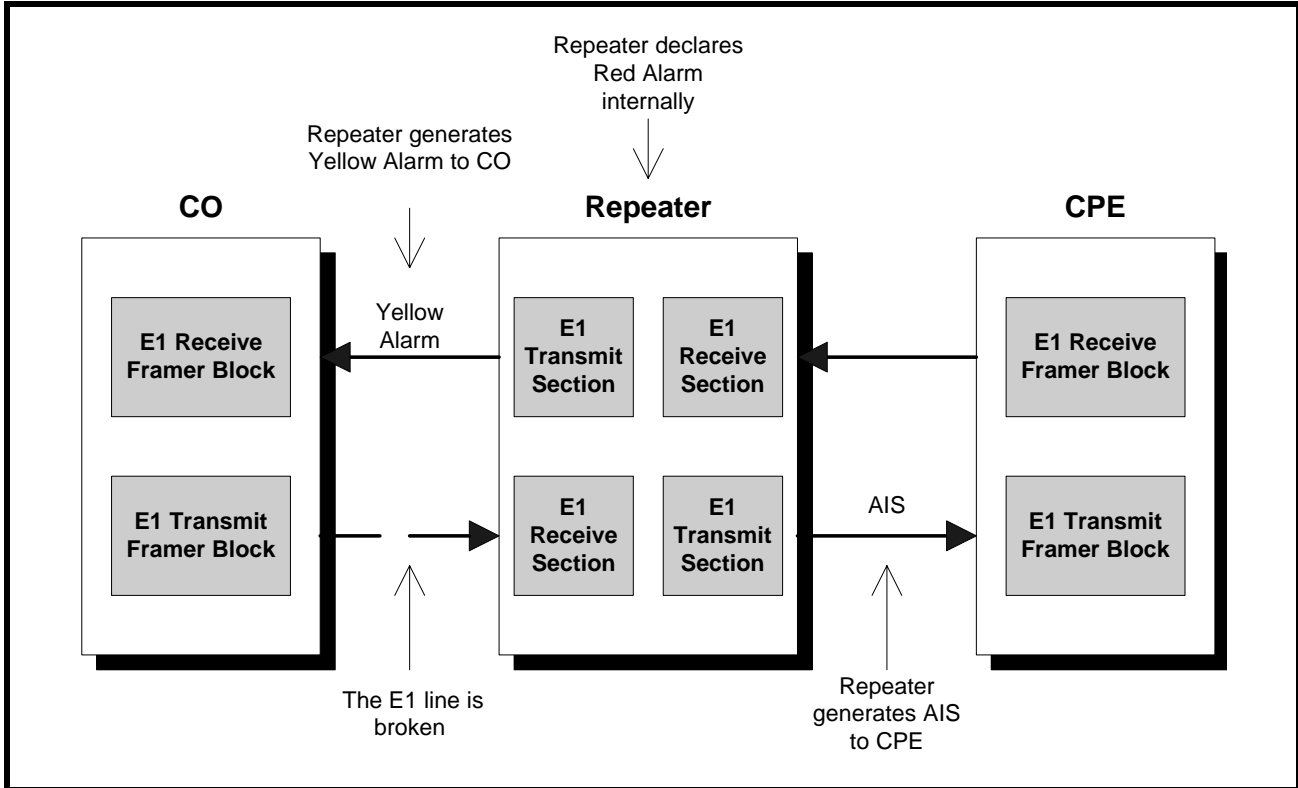 Repeater declares
Red Alarm
internally
Repeater generates
Yellow Alarm to CO
CO
Repeater
CPE
E1 Receive
Framer Block
Yellow
Alarm
E1
Transmit
Section
E1
Receive
Section
E1 Receive
Framer Block
E1 Transmit
Framer Block
E1
Receive
Section
E1
Transmit
Section
AIS
E1 Transmit
Framer Block
The E1 line is
broken
Repeater
generates AIS
to CPE